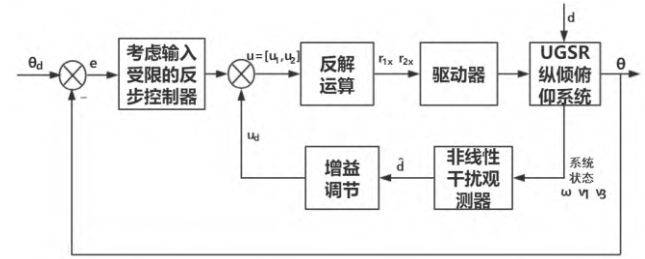 d
θd
e
−
考虑输入
受限的反
步控制器
u=[u₁,u₂]
反解
运算
r₁ₓ r₂ₓ
驱动器
UGSR
纵倾俯
仰系统
θ
ud
增益
调节
d̂
非线性
干扰观
测器
系统
状态
ω v₁ v₃